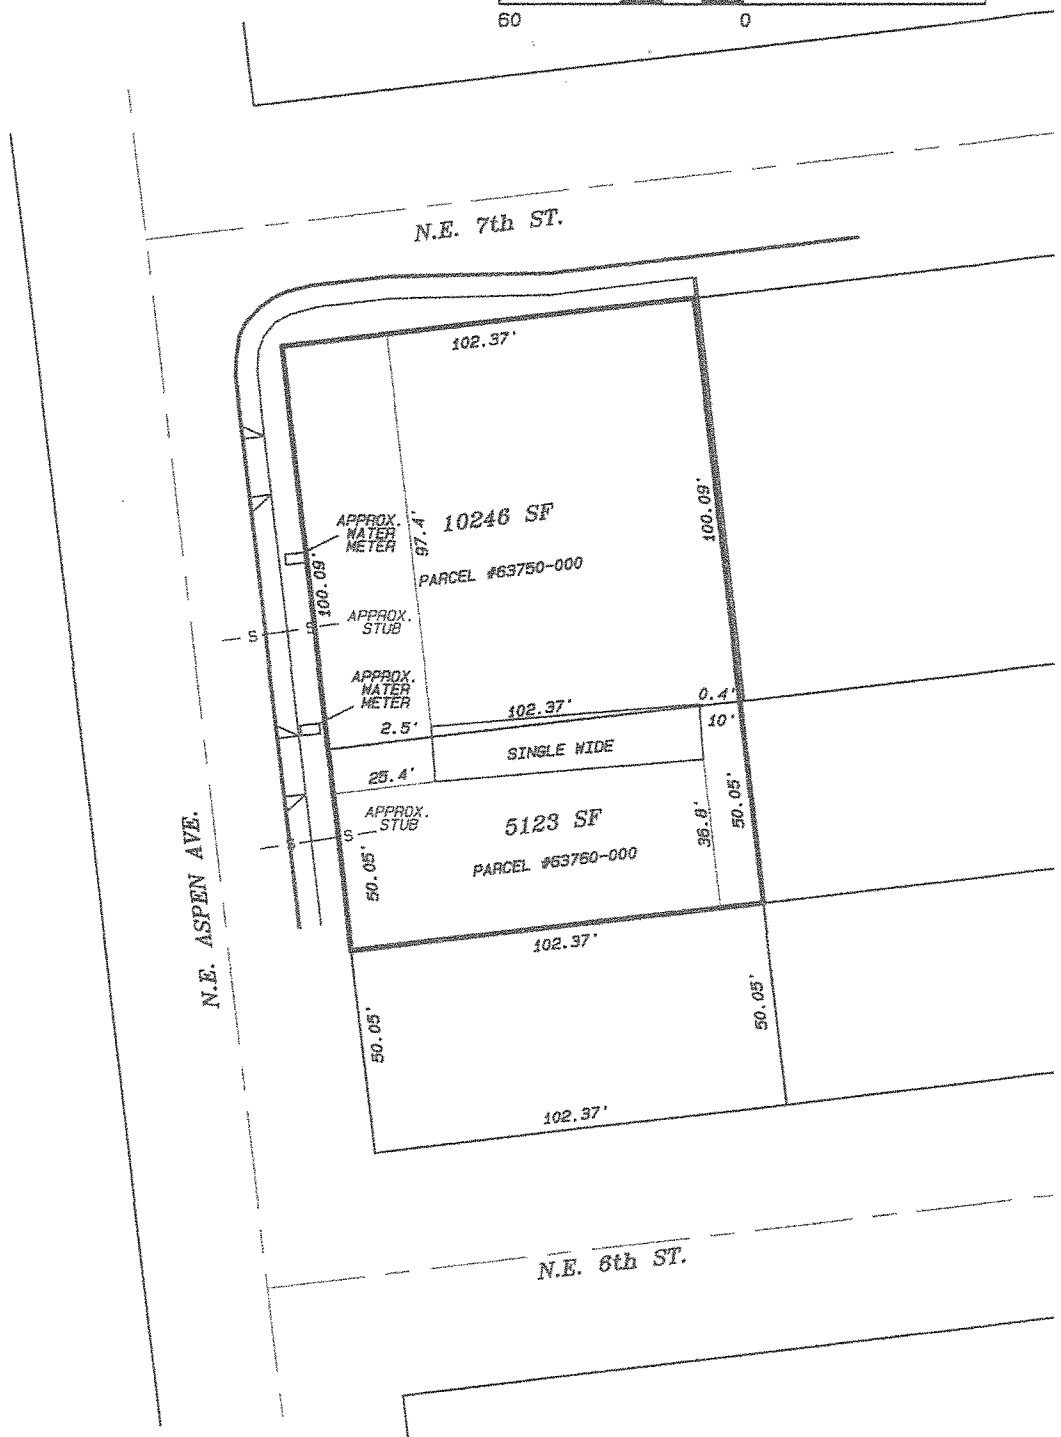 60
0
N.E. 7th ST.
102.37'
APPROX.
WATER
METER
97.4'
10246 SF
100.09'
PARCEL #63750-000
100.09'
APPROX.
STUB
S
S
APPROX.
WATER
METER
0.4'
102.37'
2.5'
10'
SINGLE WIDE
25.4'
APPROX.
STUB
S
S
5123 SF
36.8'
50.05'
50.05'
PARCEL #63760-000
N.E. ASPEN AVE.
102.37'
50.05'
50.05'
102.37'
N.E. 6th ST.